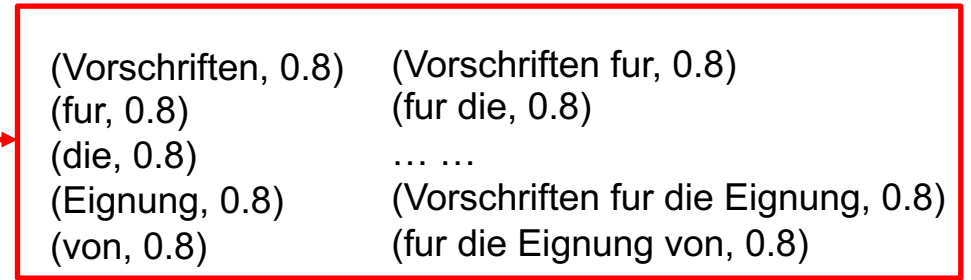 (Vorschriften, 0.8)
(fur, 0.8)
(die, 0.8)
(Eignung, 0.8)
(von, 0.8)
(Vorschriften fur, 0.8)
(fur die, 0.8)
… …
(Vorschriften fur die Eignung, 0.8)
(fur die Eignung von, 0.8)